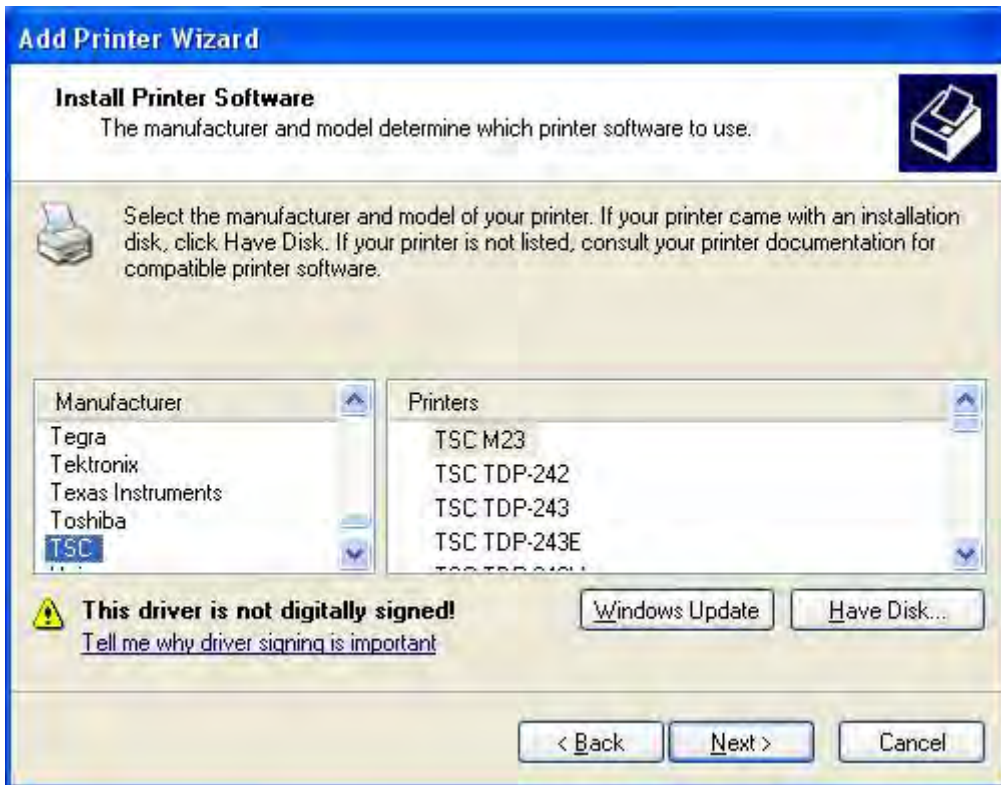 Add Printer Wizard
Install Printer Software
The manufacturer and model determine which printer software to use.
Select the manufacturer and model of your printer. If your printer came with an installation
disk, click Have Disk. If your printer is not listed, consult your printer documentation for
compatible printer software.
Manufacturer
Tegra
Tektronix
Texas Instruments
Toshiba
TSC
Printers
TSC M23
TSC TDP-242
TSC TDP-243
TSC TDP-243E
This driver is not digitally signed!
Tell me why driver signing is important
Windows Update
Have Disk...
< Back
Next >
Cancel